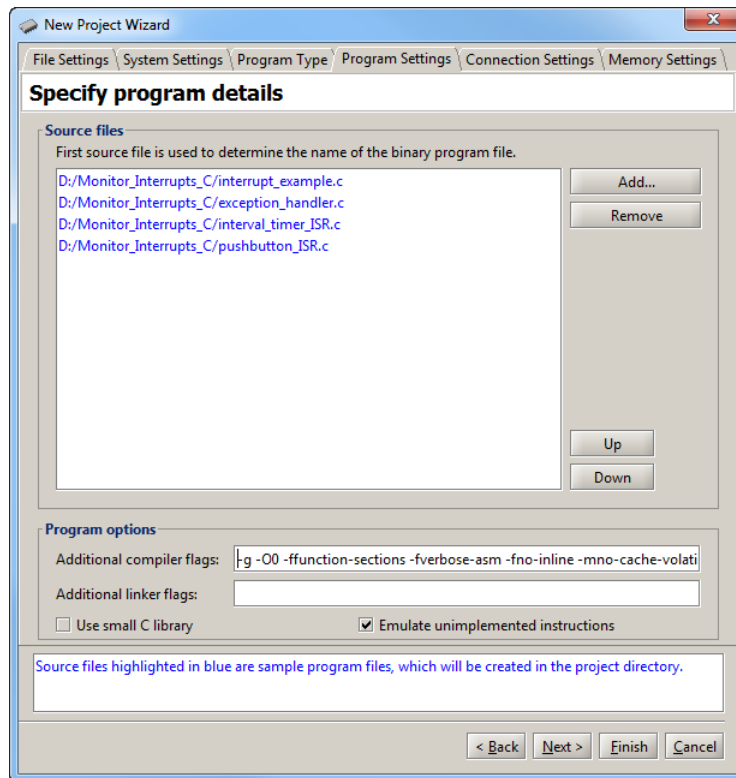 New Project Wizard
File Settings System Settings Program Type Program Settings Connection Settings Memory Settings
Specify program details
Source files
First source file is used to determine the name of the binary program file.
D:/Monitor_Interrupts_C/interrupt_example.c
D:/Monitor_Interrupts_C/exception_handler.c
D:/Monitor_Interrupts_C/interval_timer_ISR.c
D:/Monitor_Interrupts_C/pushbutton_ISR.c
Add...
Remove
Up
Down
Program options
Additional compiler flags: -g -O0 -ffunction-sections -fverbose-asm -fno-inline -mno-cache-volati
Additional linker flags:
Use small C library Emulate unimplemented instructions
Source files highlighted in blue are sample program files, which will be created in the project directory.
< Back Next > Finish Cancel